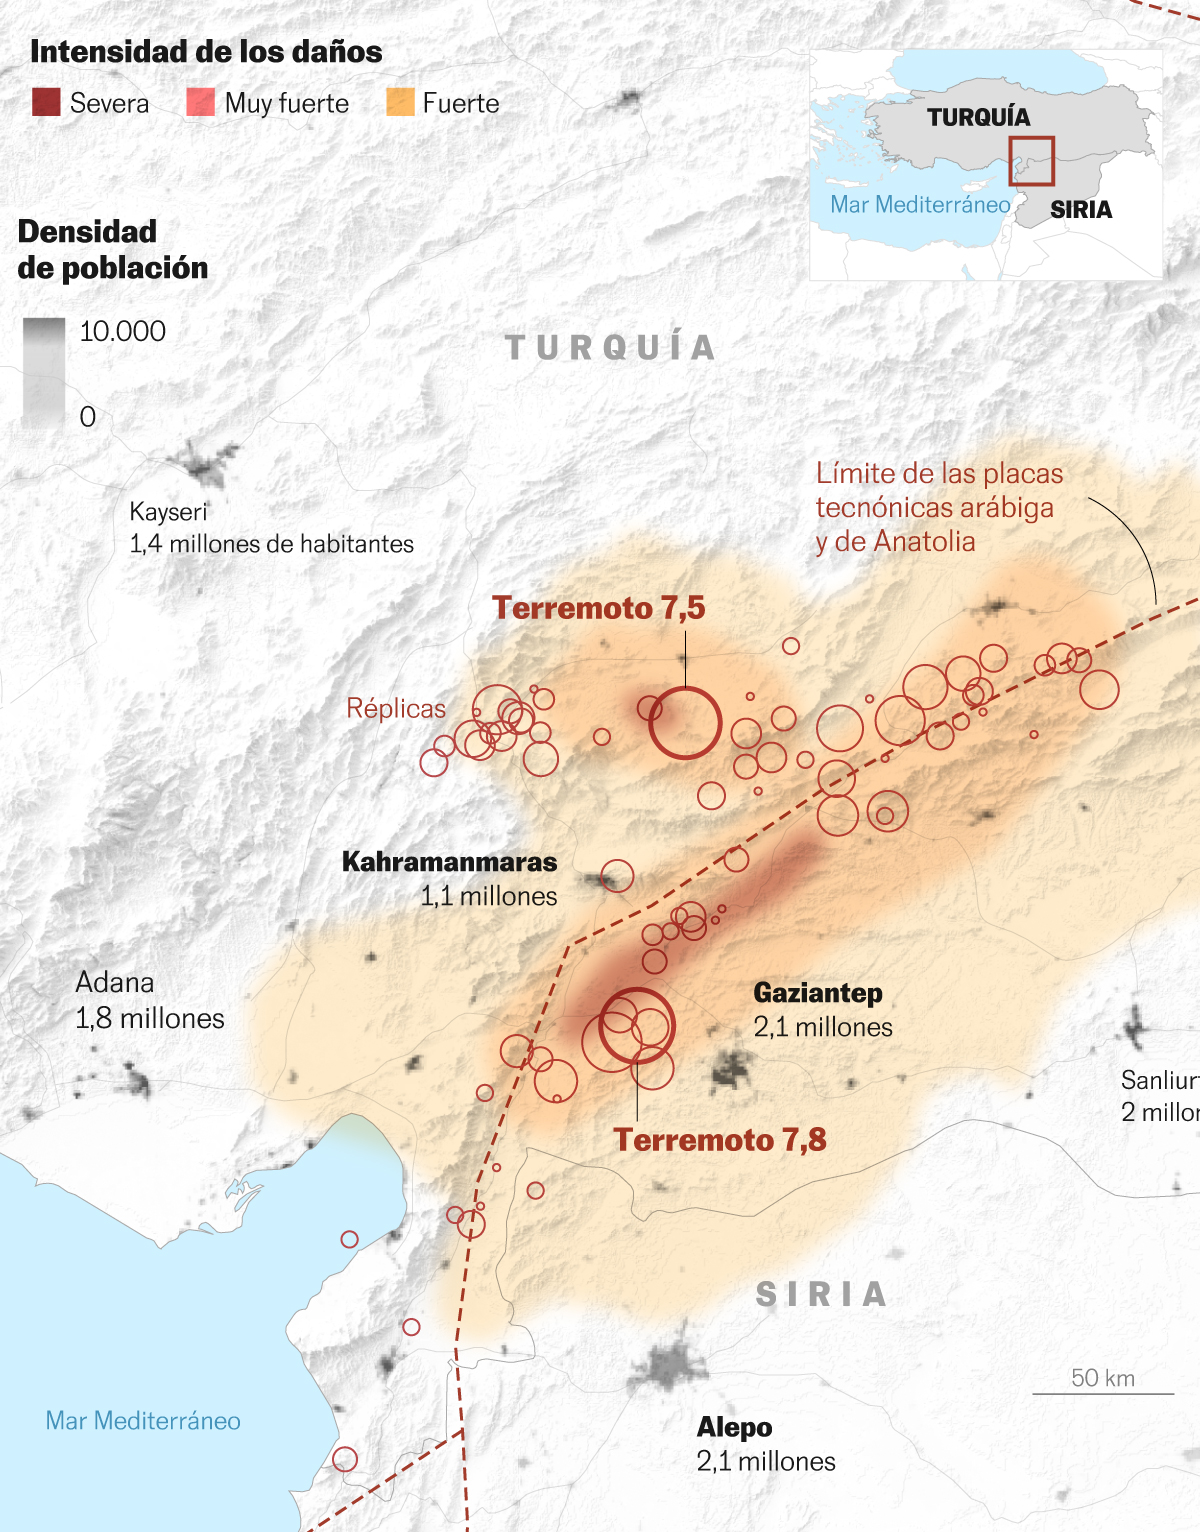 Intensidad de los daños
Severa
Muy fuerte
Fuerte
TURQUÍA
Mar Mediterráneo
SIRIA
Densidad
de población
10.000
0
TURQUÍA
Kayseri
1,4 millones de habitantes
Límite de las placas
tecnónicas arábiga
y de Anatolia
Terremoto 7,5
Réplicas
Kahramanmaras
1,1 millones
Adana
1,8 millones
Gaziantep
2,1 millones
Sanliur
2 millo
Terremoto 7,8
SIRIA
50 km
Mar Mediterráneo
Alepo
2,1 millones